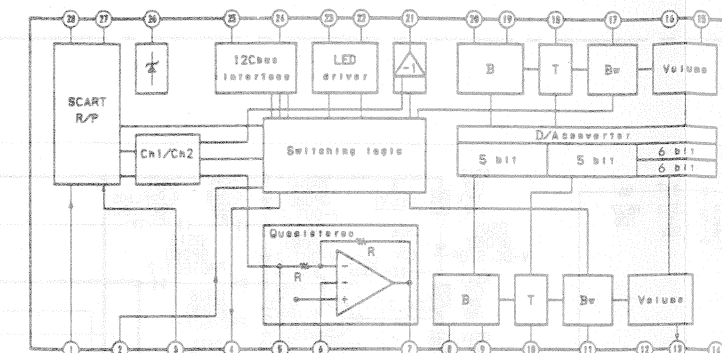 28 27 26 25 24 23 22 21 20 19 18 17 16 15
SCART
R/P
I2Cbus
interface
LED
driver
-1
B
T
Bw
Volume
Ch1/Ch2
Switching logic
D/Aconverter
5 bit
5 bit
6 bit
6 bit
Quasistereo
R
R
-
-
+
B
T
Bw
Volume
1 2 3 4 5 6 7 8 9 10 11 12 13 14